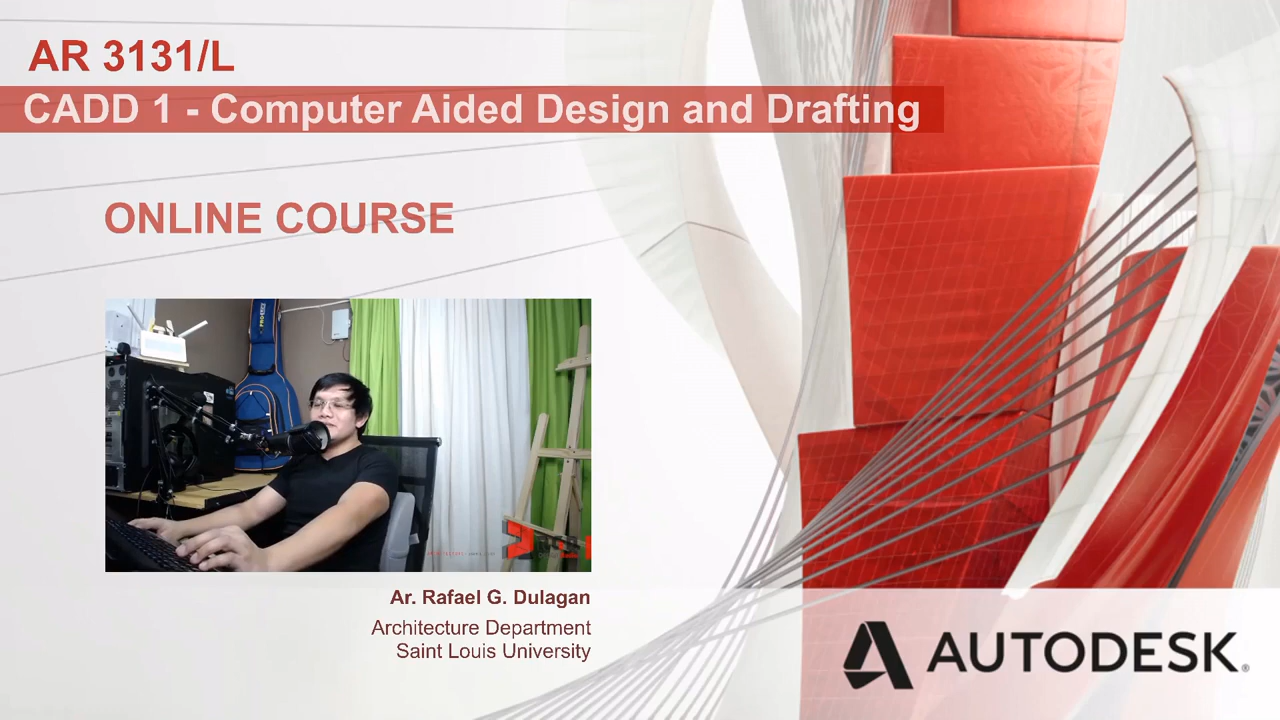 AR 3131/L
CADD 1 - Computer Aided Design and Drafting
ONLINE COURSE
Ar. Rafael G. Dulagan
Architecture Department
Saint Louis University
AUTODESK®